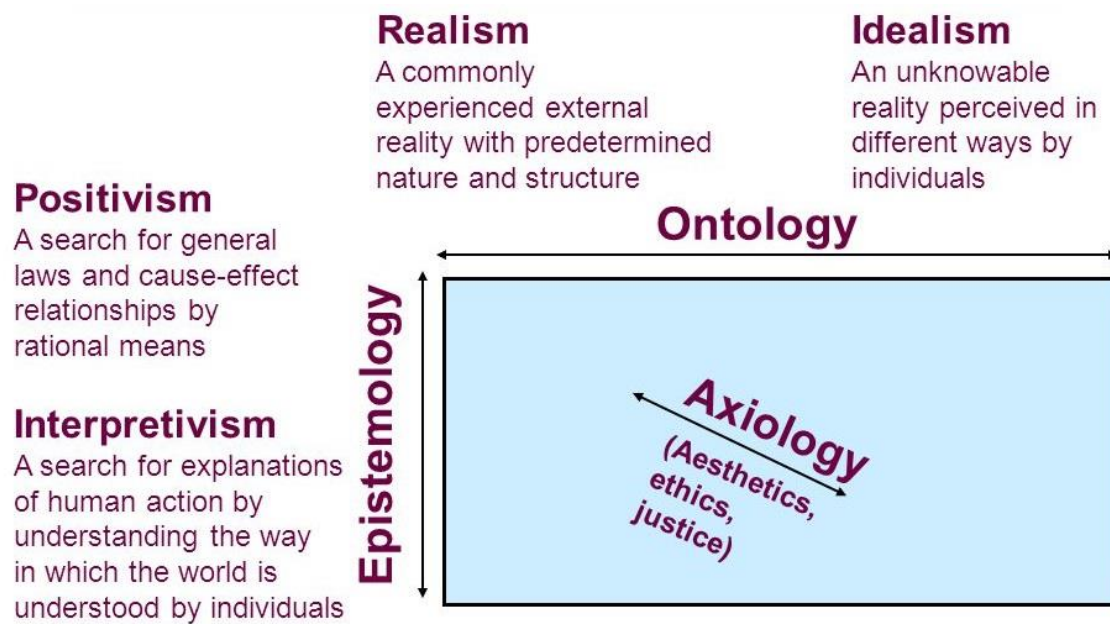 Realism
A commonly
experienced external
reality with predetermined
nature and structure
Idealism
An unknowable
reality perceived in
different ways by
individuals
Positivism
A search for general
laws and cause-effect
relationships by
rational means
Interpretivism
A search for explanations
of human action by
understanding the way
in which the world is
understood by individuals
Ontology
Epistemology
Axiology
(Aesthetics,
ethics,
justice)